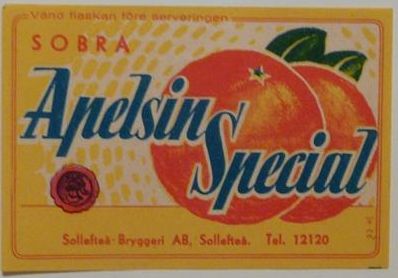 Vänd flaskan före serveringen
SOBRA
Apelsin
Special
Sollefteå-Bryggeri AB, Sollefteå. Tel. 12120